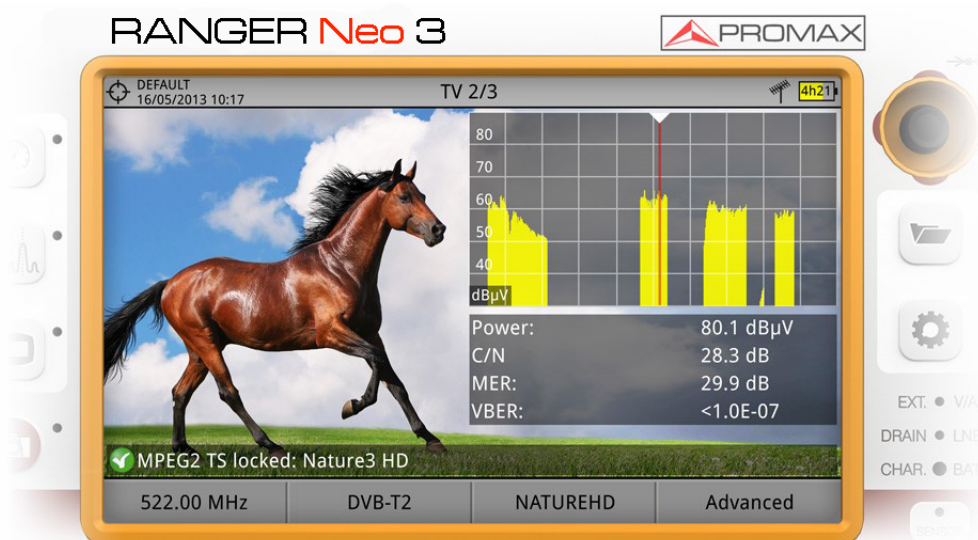 RANGER Neo 3
PROMAX
DEFAULT
16/05/2013 10:17
TV 2/3
4h21
80
70
60
50
40
dBµV
Power: 80.1 dBµV
C/N 28.3 dB
MER: 29.9 dB
VBER: <1.0E-07
MPEG2 TS locked: Nature3 HD
522.00 MHz DVB-T2 NATUREHD Advanced
EXT.
DRAIN
CHAR.